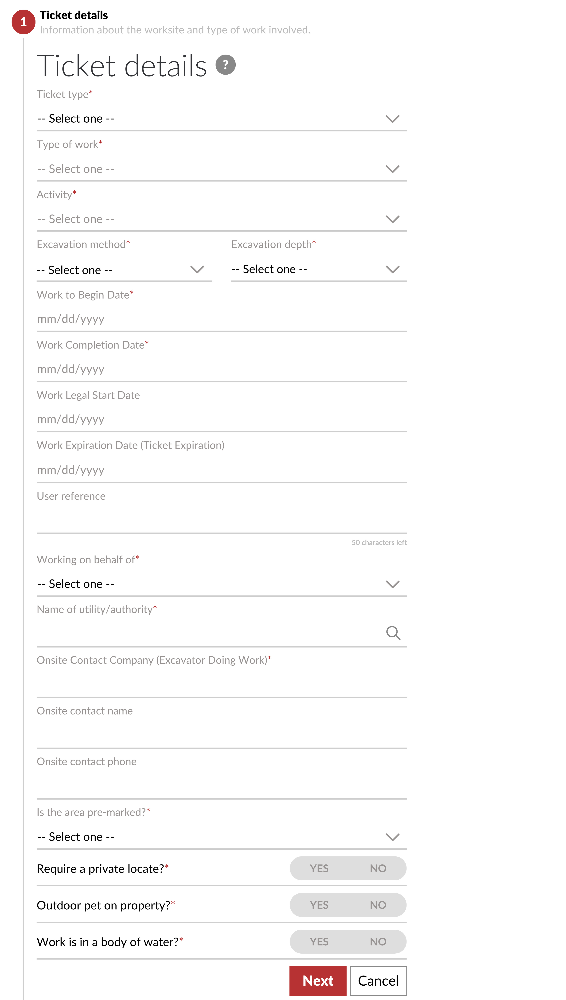 1
Ticket details
Information about the worksite and type of work involved.
Ticket details ?
Ticket type*
-- Select one --
Type of work*
-- Select one --
Activity*
-- Select one --
Excavation method* Excavation depth*
-- Select one -- -- Select one --
Work to Begin Date*
mm/dd/yyyy
Work Completion Date*
mm/dd/yyyy
Work Legal Start Date
mm/dd/yyyy
Work Expiration Date (Ticket Expiration)
mm/dd/yyyy
User reference
50 characters left
Working on behalf of*
-- Select one --
Name of utility/authority*
Onsite Contact Company (Excavator Doing Work)*
Onsite contact name
Onsite contact phone
Is the area pre-marked?*
-- Select one --
Require a private locate?* YES NO
Outdoor pet on property?* YES NO
Work is in a body of water?* YES NO
Next Cancel